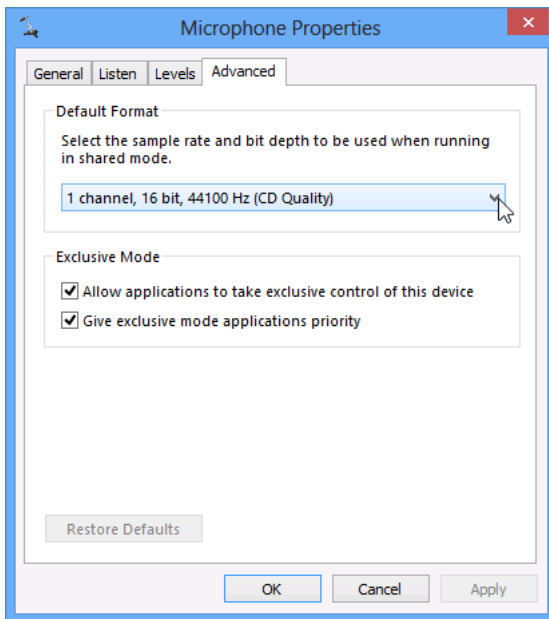 Microphone Properties
General Listen Levels Advanced
Default Format
Select the sample rate and bit depth to be used when running
in shared mode.
1 channel, 16 bit, 44100 Hz (CD Quality)
Exclusive Mode
Allow applications to take exclusive control of this device
Give exclusive mode applications priority
Restore Defaults
OK Cancel Apply